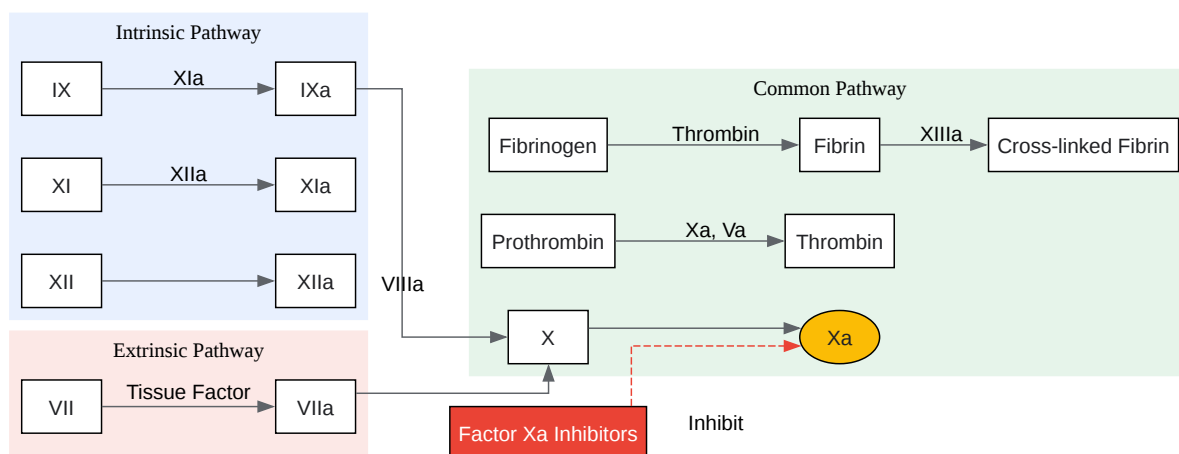 Intrinsic Pathway
IX
XIa
IXa
XI
XIIa
XIa
XII
XIIa
VIIIa
Extrinsic Pathway
VII
Tissue Factor
VIIa
Common Pathway
Fibrinogen
Thrombin
Fibrin
XIIIa
Cross-linked Fibrin
Prothrombin
Xa, Va
Thrombin
X
Xa
Factor Xa Inhibitors
Inhibit